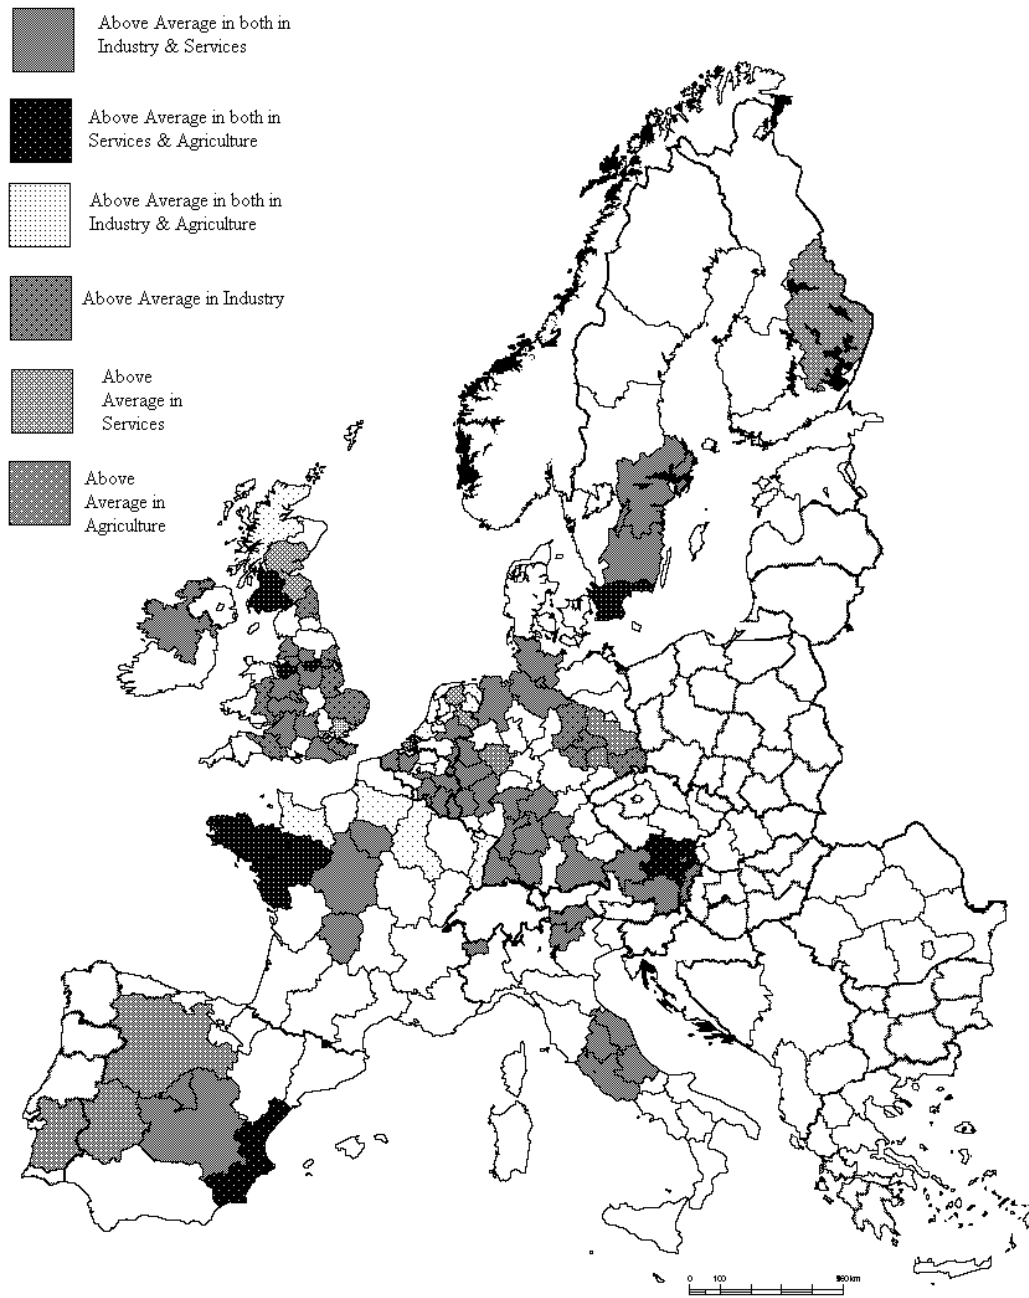 Above Average in both in
Industry & Services
Above Average in both in
Services & Agriculture
Above Average in both in
Industry & Agriculture
Above Average in Industry
Above
Average in
Services
Above
Average in
Agriculture
0 100